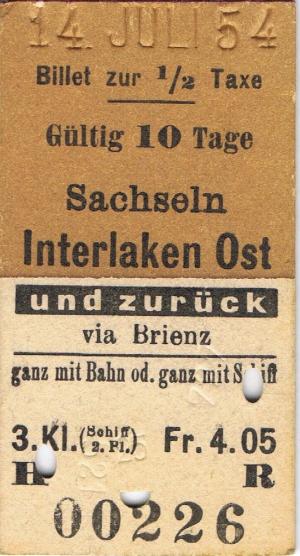 14. JULI 54
Billet zur 1/2 Taxe
Gültig 10 Tage
Sachseln
Interlaken Ost
und zurück
via Brienz
ganz mit Bahn od. ganz mit Schiff
3. Kl. (Schiff 2. Pl.) Fr. 4.05
H R
00226